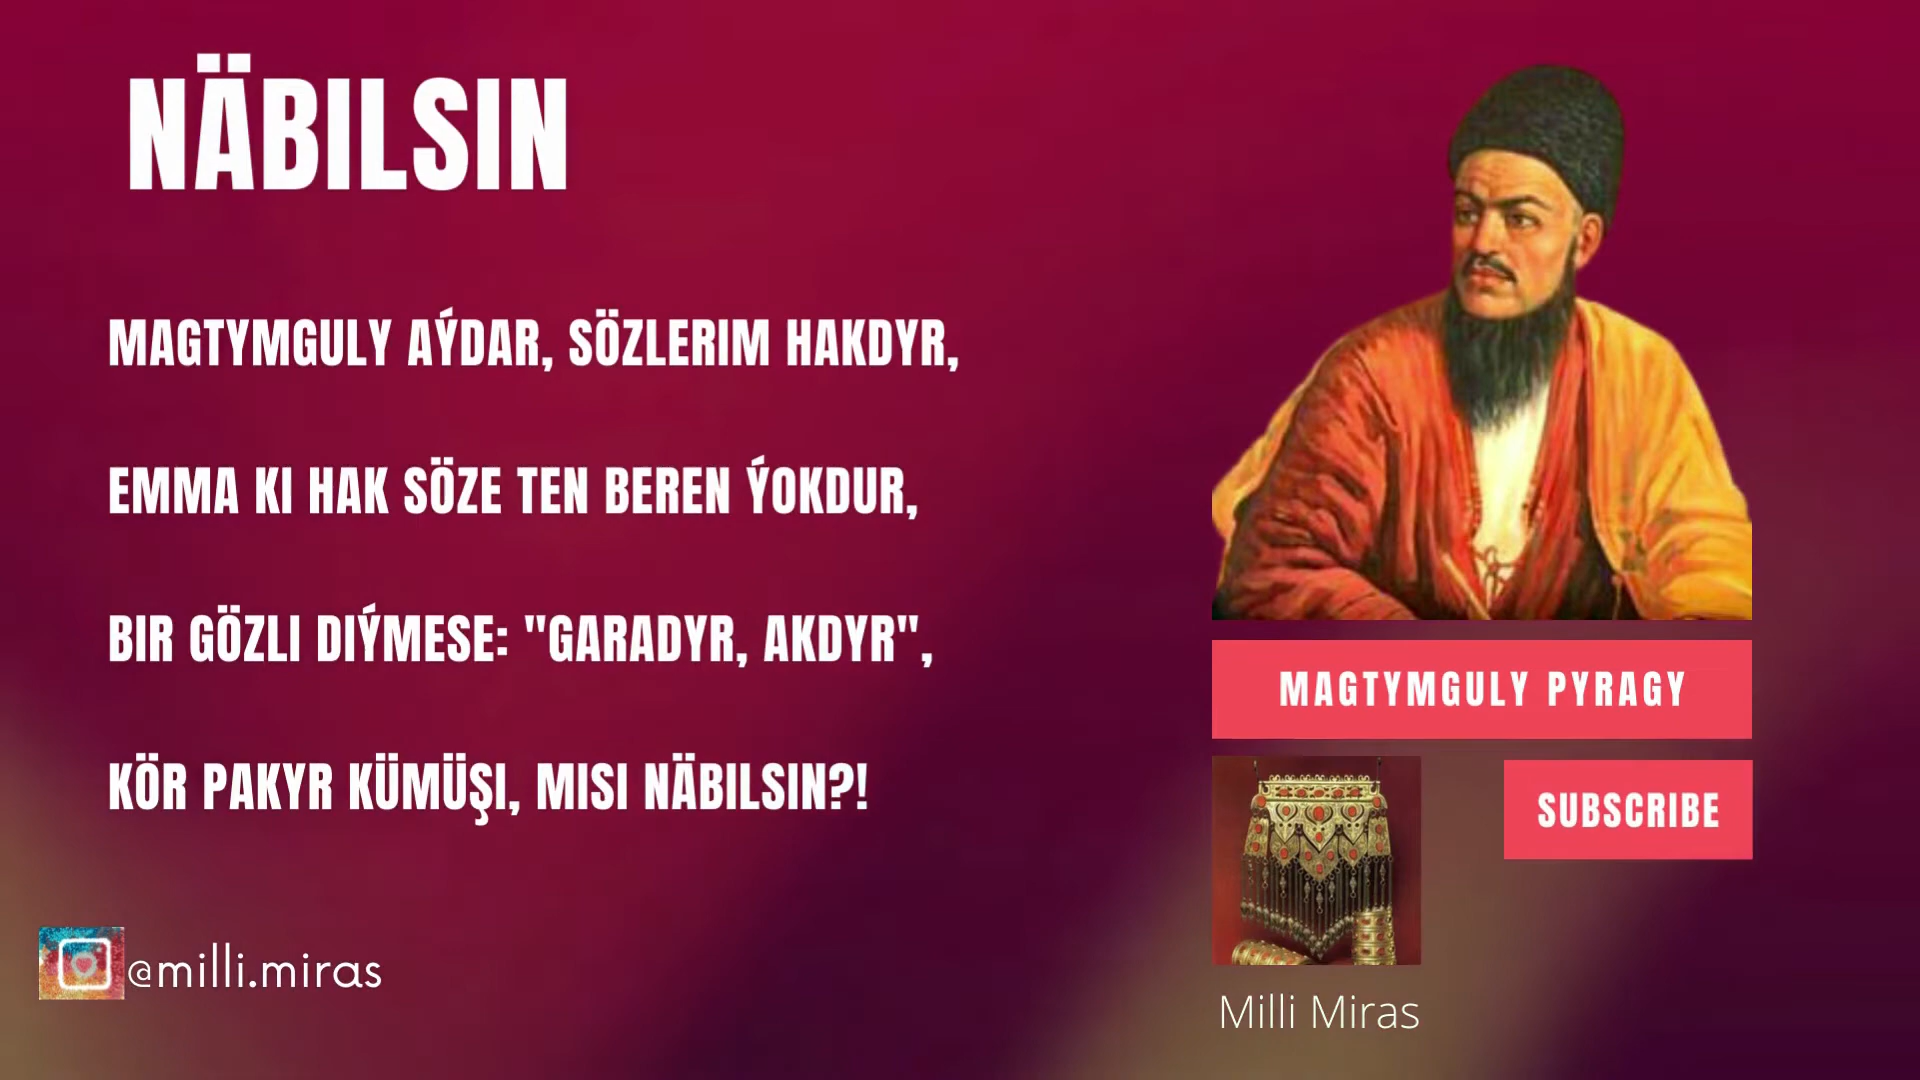 NÄBILSIN
MAGTYMGULY AÝDAR, SÖZLERIM HAKDYR,
EMMA KI HAK SÖZE TEN BEREN ÝOKDUR,
BIR GÖZLI DIÝMESE: "GARADYR, AKDYR",
KÖR PAKYR KÜMÜŞI, MISI NÄBILSIN?!
@milli.miras
MAGTYMGULY PYRAGY
SUBSCRIBE
Milli Miras